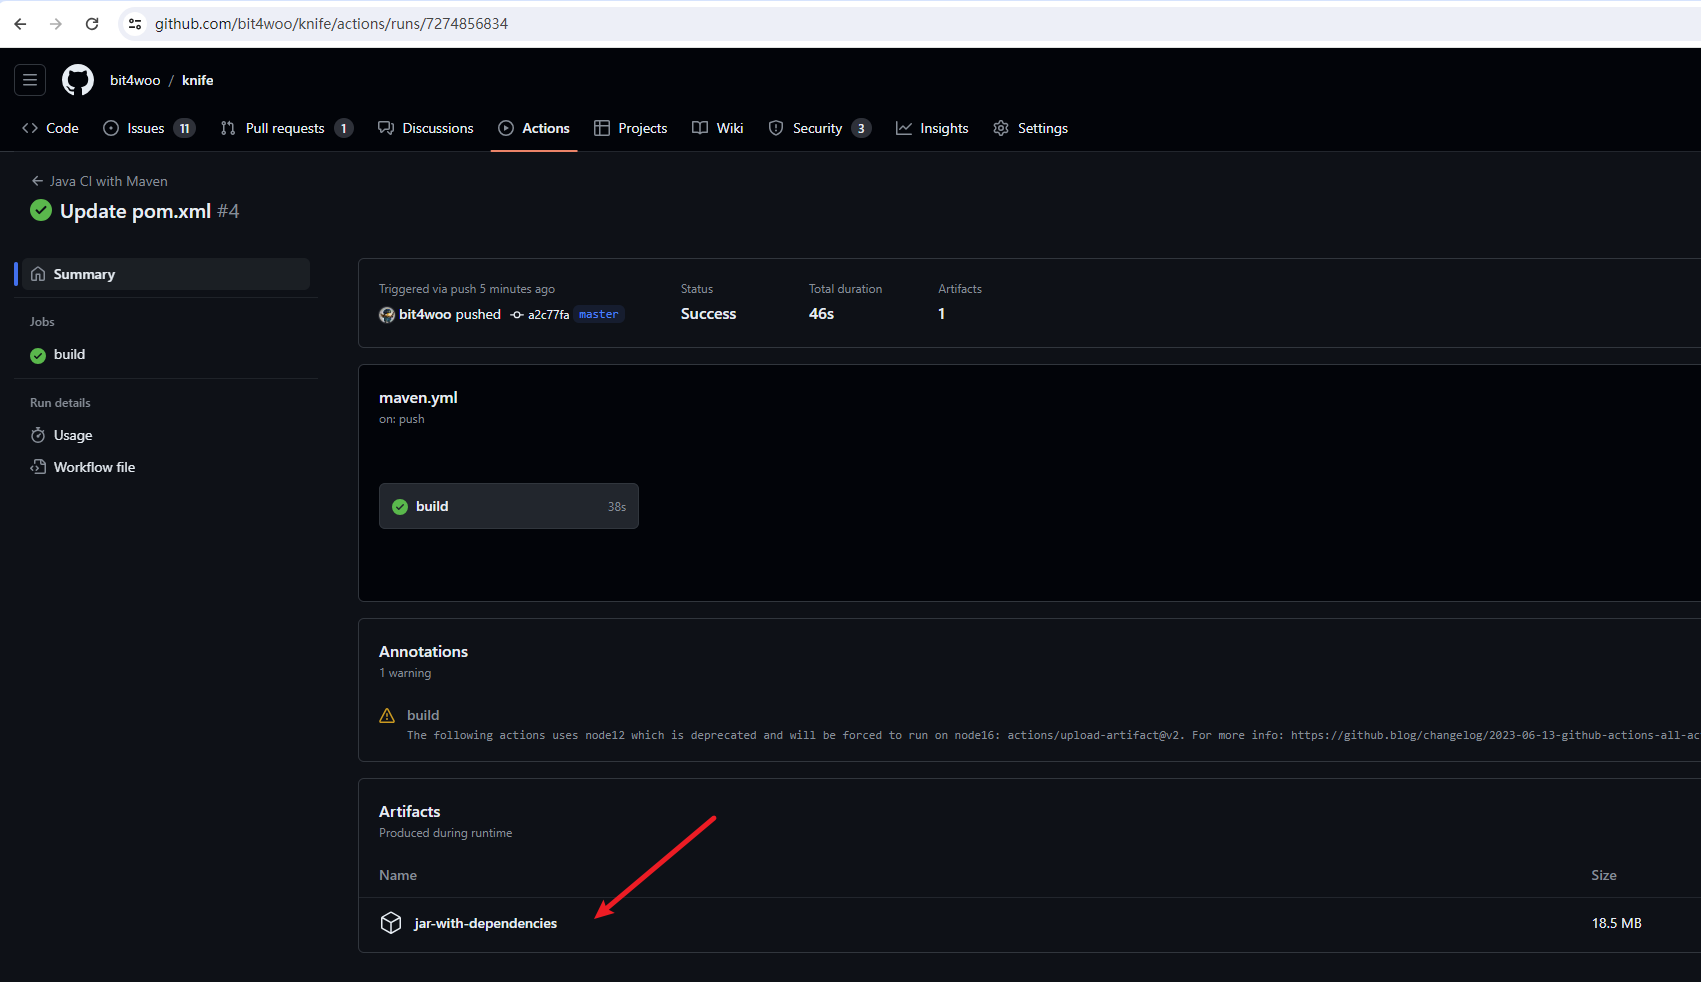 github.com/bit4woo/knife/actions/runs/7274856834
bit4woo / knife
Code Issues 11 Pull requests 1 Discussions Actions Projects Wiki Security 3 Insights Settings
Java CI with Maven
Update pom.xml #4
Summary
Jobs
build
Run details
Usage
Workflow file
Triggered via push 5 minutes ago
bit4woo pushed a2c77fa master
Status
Success
Total duration
46s
Artifacts
1
maven.yml
on: push
build 38s
Annotations
1 warning
build
The following actions uses node12 which is deprecated and will be forced to run on node16: actions/upload-artifact@v2. For more info: https://github.blog/changelog/2023-06-13-github-actions-all-ac
Artifacts
Produced during runtime
Name Size
jar-with-dependencies 18.5 MB